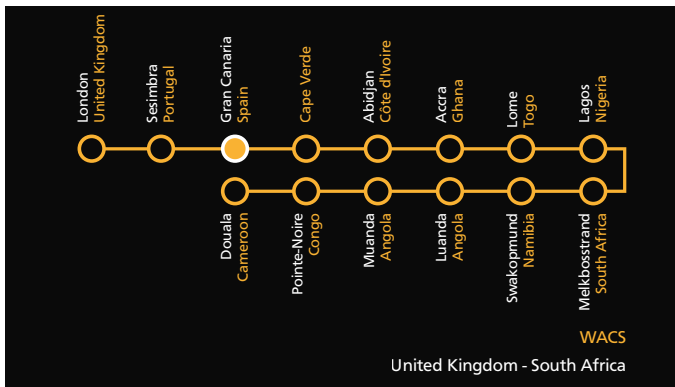 London
United Kingdom
Sesimbra
Portugal
Gran Canaria
Spain
Cape Verde
Abidjan
Côte d'Ivoire
Accra
Ghana
Lome
Togo
Lagos
Nigeria
Douala
Cameroon
Pointe-Noire
Congo
Muanda
Angola
Luanda
Angola
Swakopmund
Namibia
Melkbosstrand
South Africa
WACS
United Kingdom - South Africa